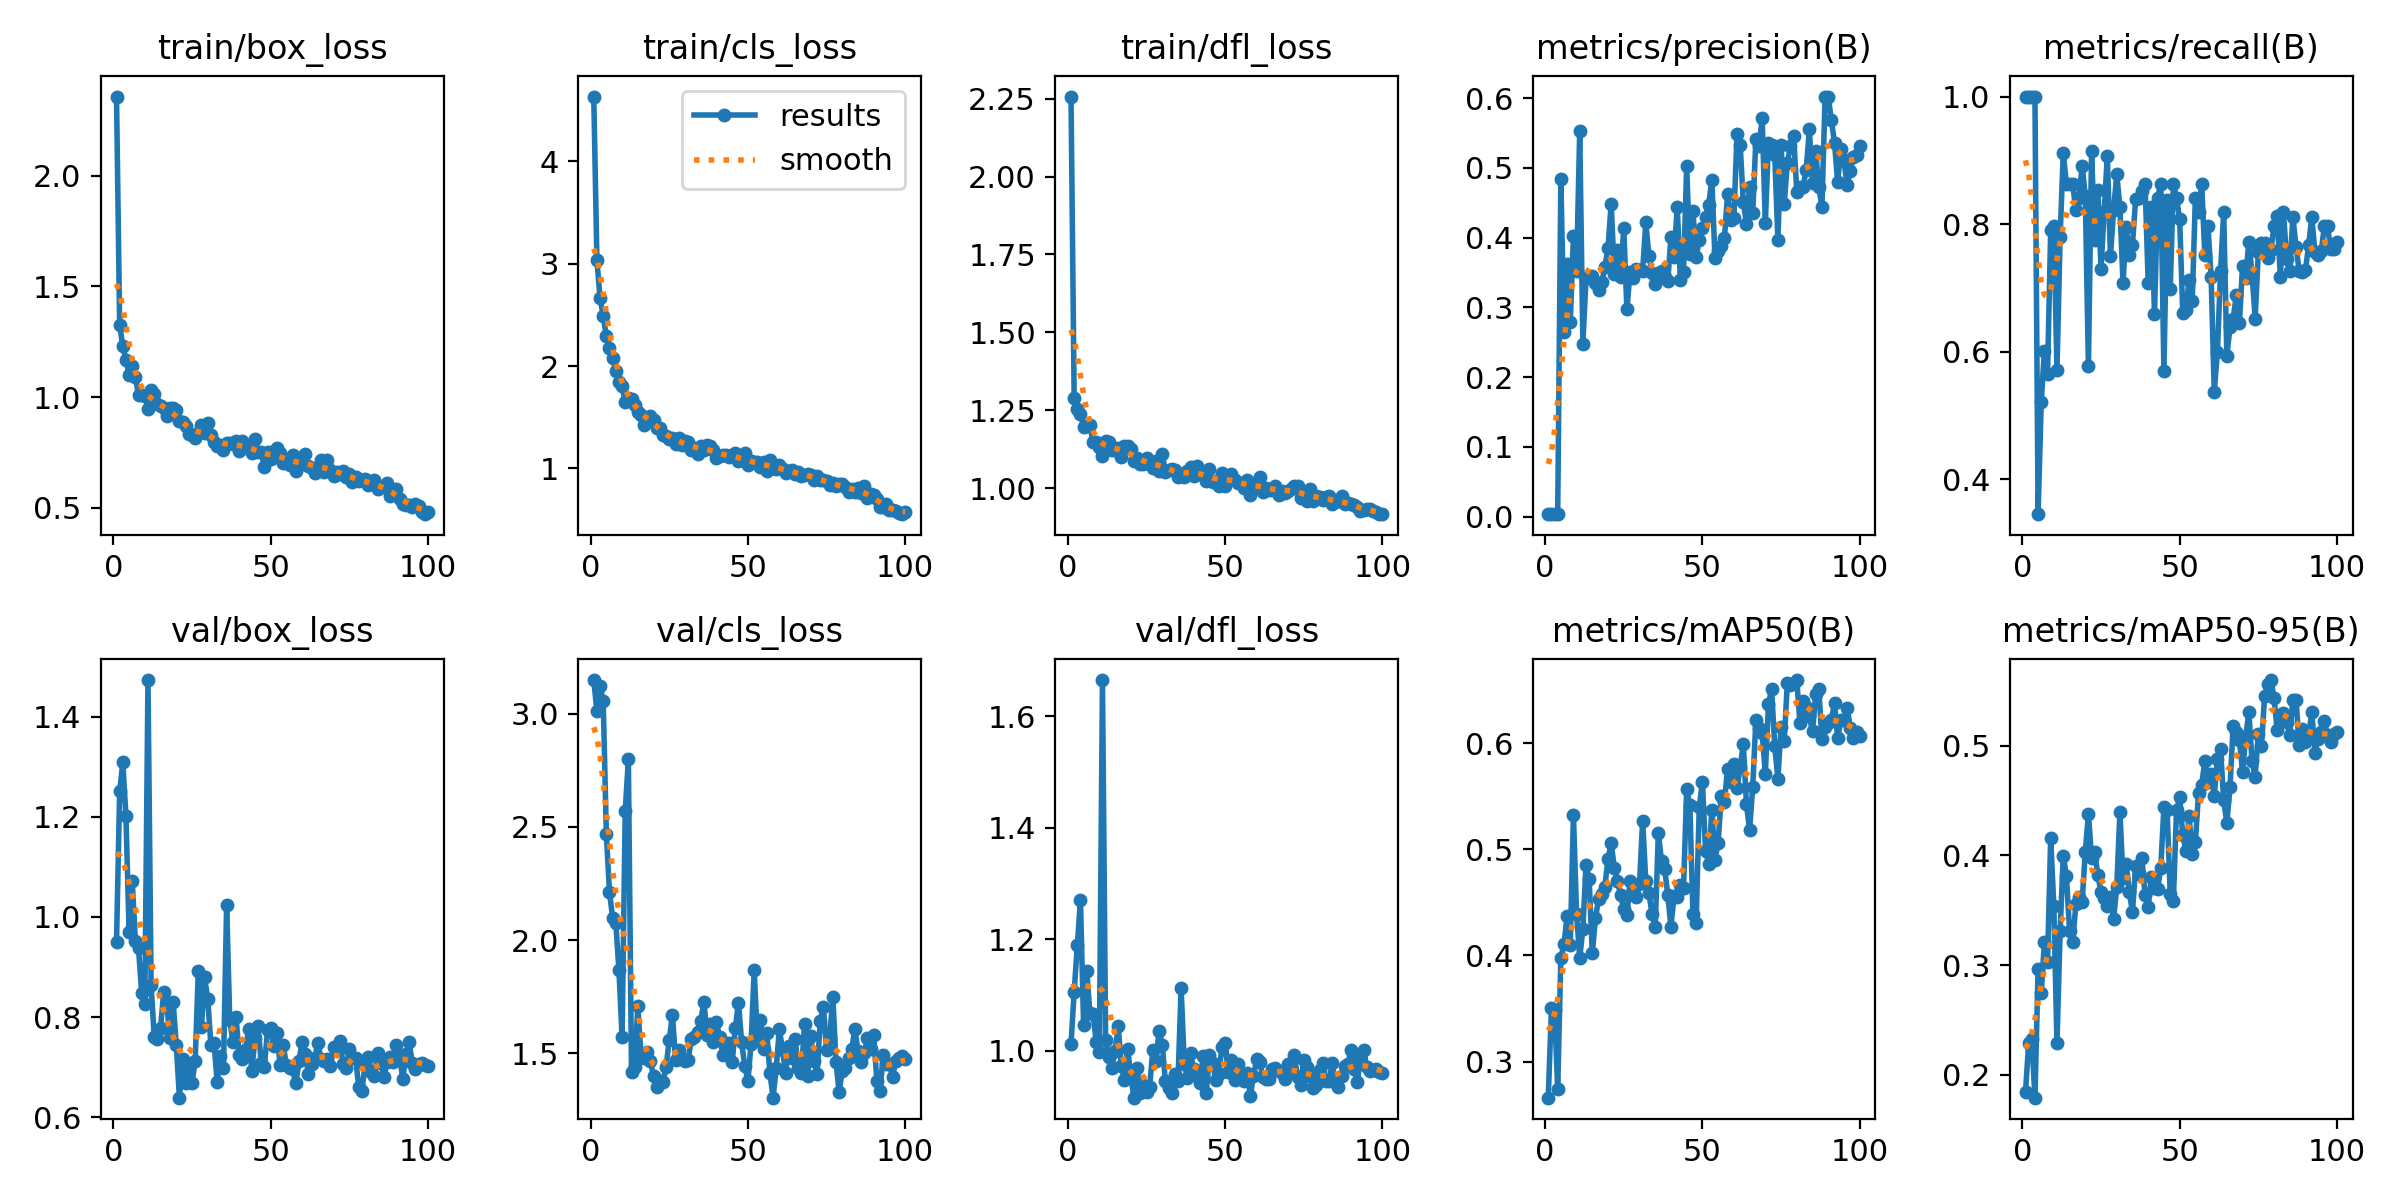 train/box_loss
train/cls_loss
train/dfl_loss
metrics/precision(B)
metrics/recall(B)
results
smooth
2.0
1.5
1.0
0.5
0 50 100
4
3
2
1
0 50 100
2.25
2.00
1.75
1.50
1.25
1.00
0 50 100
0.6
0.5
0.4
0.3
0.2
0.1
0.0
0 50 100
1.0
0.8
0.6
0.4
0 50 100
val/box_loss
val/cls_loss
val/dfl_loss
metrics/mAP50(B)
metrics/mAP50-95(B)
1.4
1.2
1.0
0.8
0.6
0 50 100
3.0
2.5
2.0
1.5
0 50 100
1.6
1.4
1.2
1.0
0 50 100
0.6
0.5
0.4
0.3
0 50 100
0.5
0.4
0.3
0.2
0 50 100